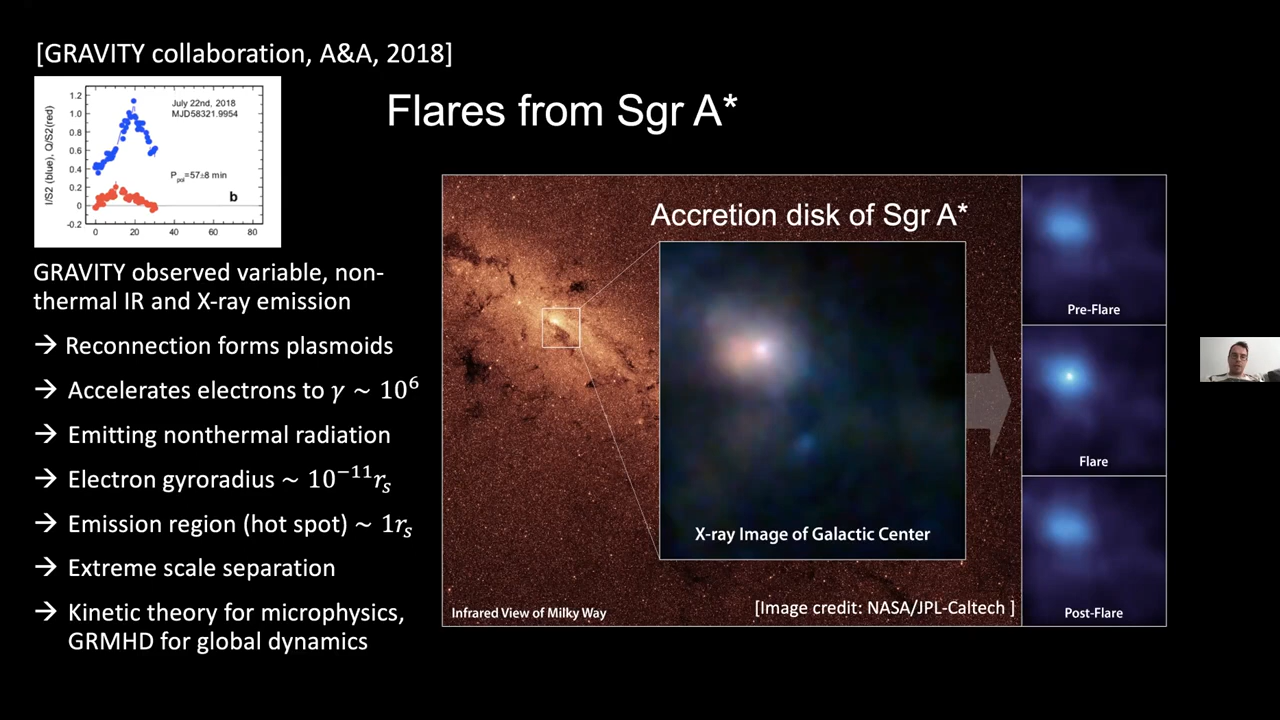 [GRAVITY collaboration, A&A, 2018]
Flares from Sgr A*
I/S2 (blue), Q/S2(red)
1.2
1.0
0.8
0.6
0.4
0.2
0
-0.2
0
20
40
60
80
July 22nd, 2018
MJD58321.9954
Ppol=57±8 min
b
GRAVITY observed variable, non-
thermal IR and X-ray emission
→ Reconnection forms plasmoids
→ Accelerates electrons to γ ~ 10⁶
→ Emitting nonthermal radiation
→ Electron gyroradius ~ 10⁻¹¹rₛ
→ Emission region (hot spot) ~ 1rₛ
→ Extreme scale separation
→ Kinetic theory for microphysics,
GRMHD for global dynamics
Accretion disk of Sgr A*
X-ray Image of Galactic Center
Infrared View of Milky Way
[Image credit: NASA/JPL-Caltech ]
Pre-Flare
Flare
Post-Flare